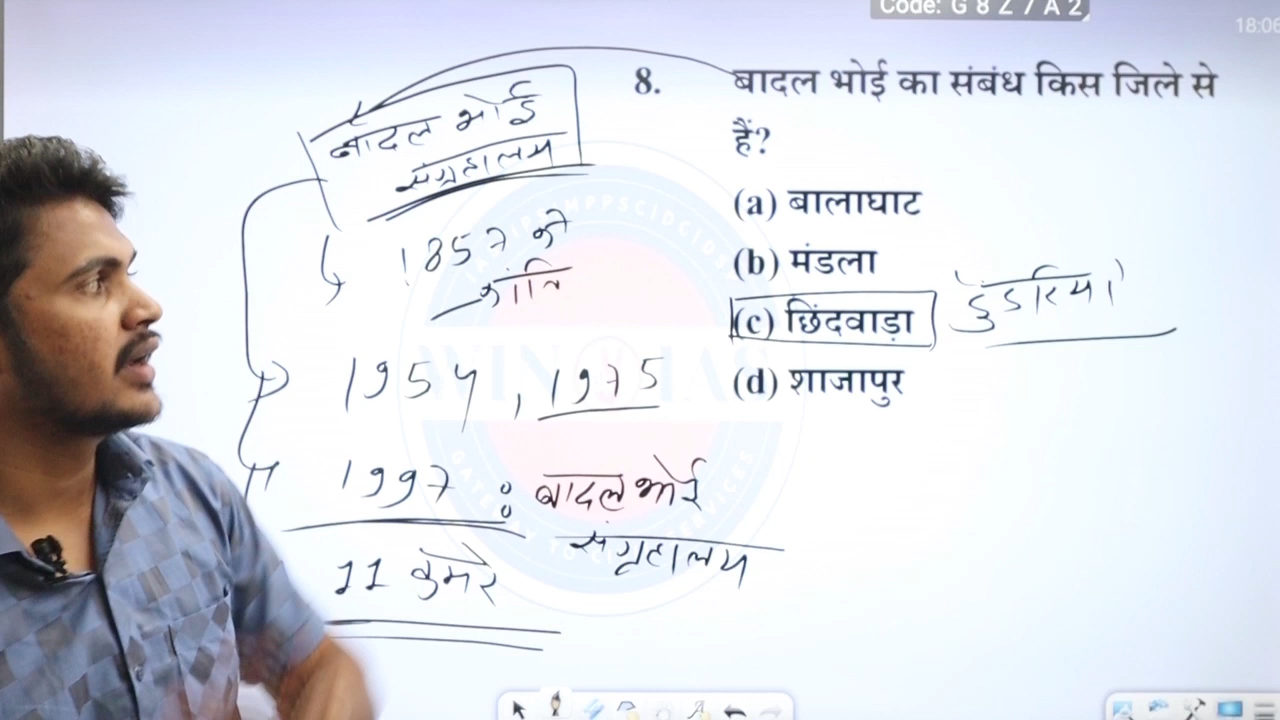 Code: G 8 Z 7 A 2
18:06
8. बादल भोई का संबंध किस जिले से
हैं?
(a) बालाघाट
(b) मंडला
(c) छिंदवाड़ा
(d) शाजापुर
बादल भोई
संग्रहालय
1857 की
क्रांति
1954, 1975
1997 : बादल भोई
संग्रहालय
11 कमरे